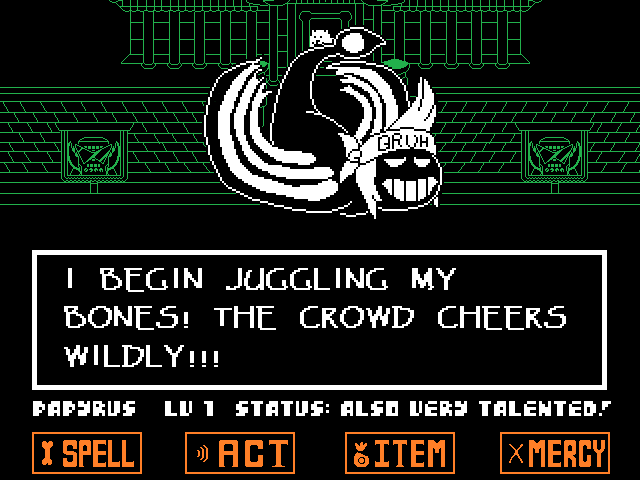 BRUH
I BEGIN JUGGLING MY
BONES! THE CROWD CHEERS
WILDLY!!!
PAPYRUS LV 1 STATUS: ALSO VERY TALENTED!
SPELL ACT ITEM MERCY